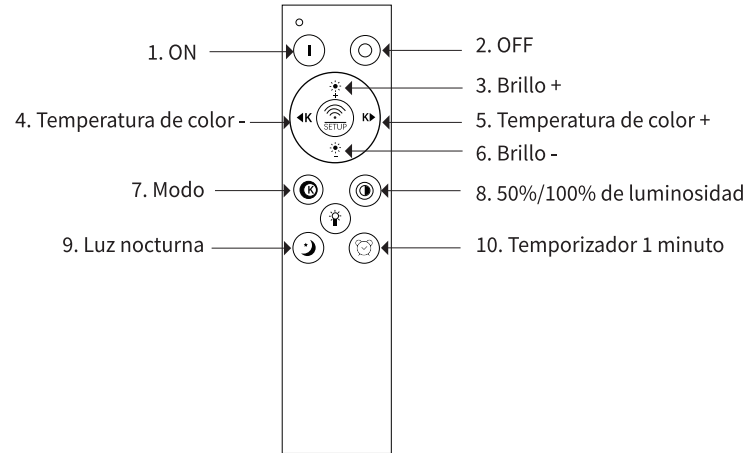 1. ON
2. OFF
3. Brillo +
4. Temperatura de color -
K
SETUP
K
5. Temperatura de color +
6. Brillo -
7. Modo
K
8. 50%/100% de luminosidad
9. Luz nocturna
10. Temporizador 1 minuto